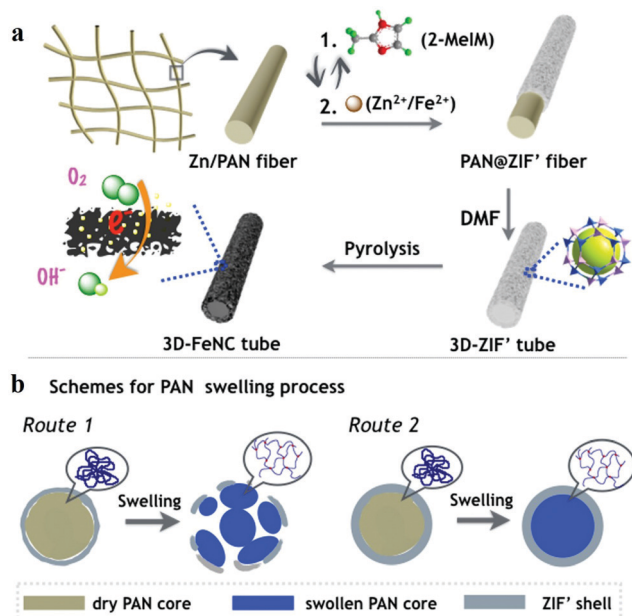 a
1.
(2-MeIM)
2.
(Zn²⁺/Fe²⁺)
Zn/PAN fiber
PAN@ZIF' fiber
O₂
e⁻
OH⁻
DMF
Pyrolysis
3D-FeNC tube
3D-ZIF' tube
b Schemes for PAN swelling process
Route 1
Route 2
Swelling
Swelling
dry PAN core
swollen PAN core
ZIF' shell